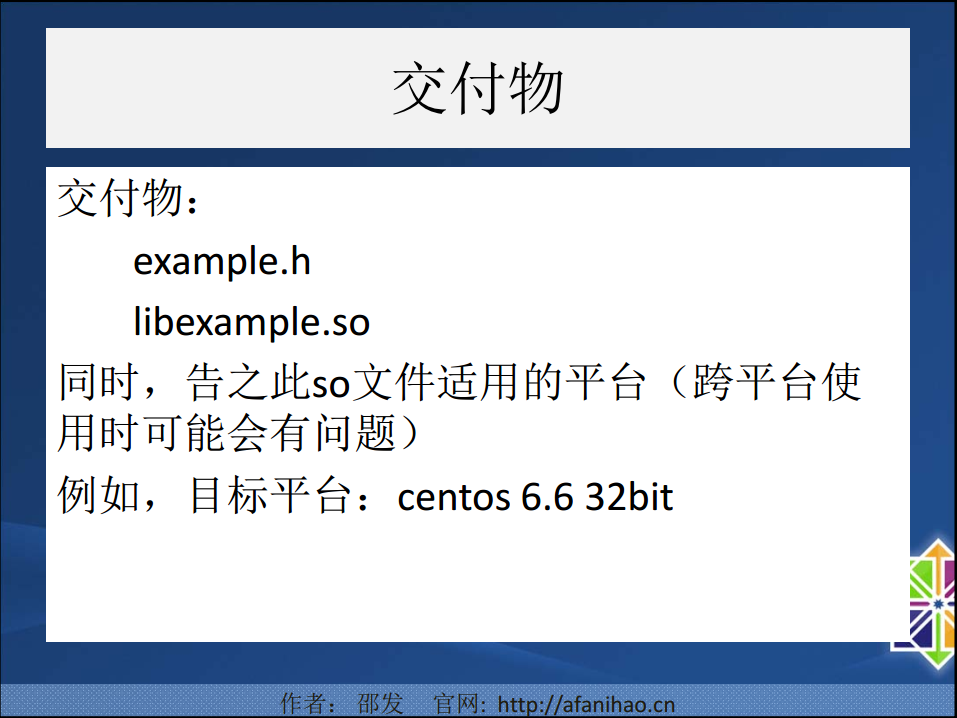 交付物
交付物：
example.h
libexample.so
同时，告之此so文件适用的平台（跨平台使
用时可能会有问题）
例如，目标平台：centos 6.6 32bit
作者： 邵发 官网: http://afanihao.cn